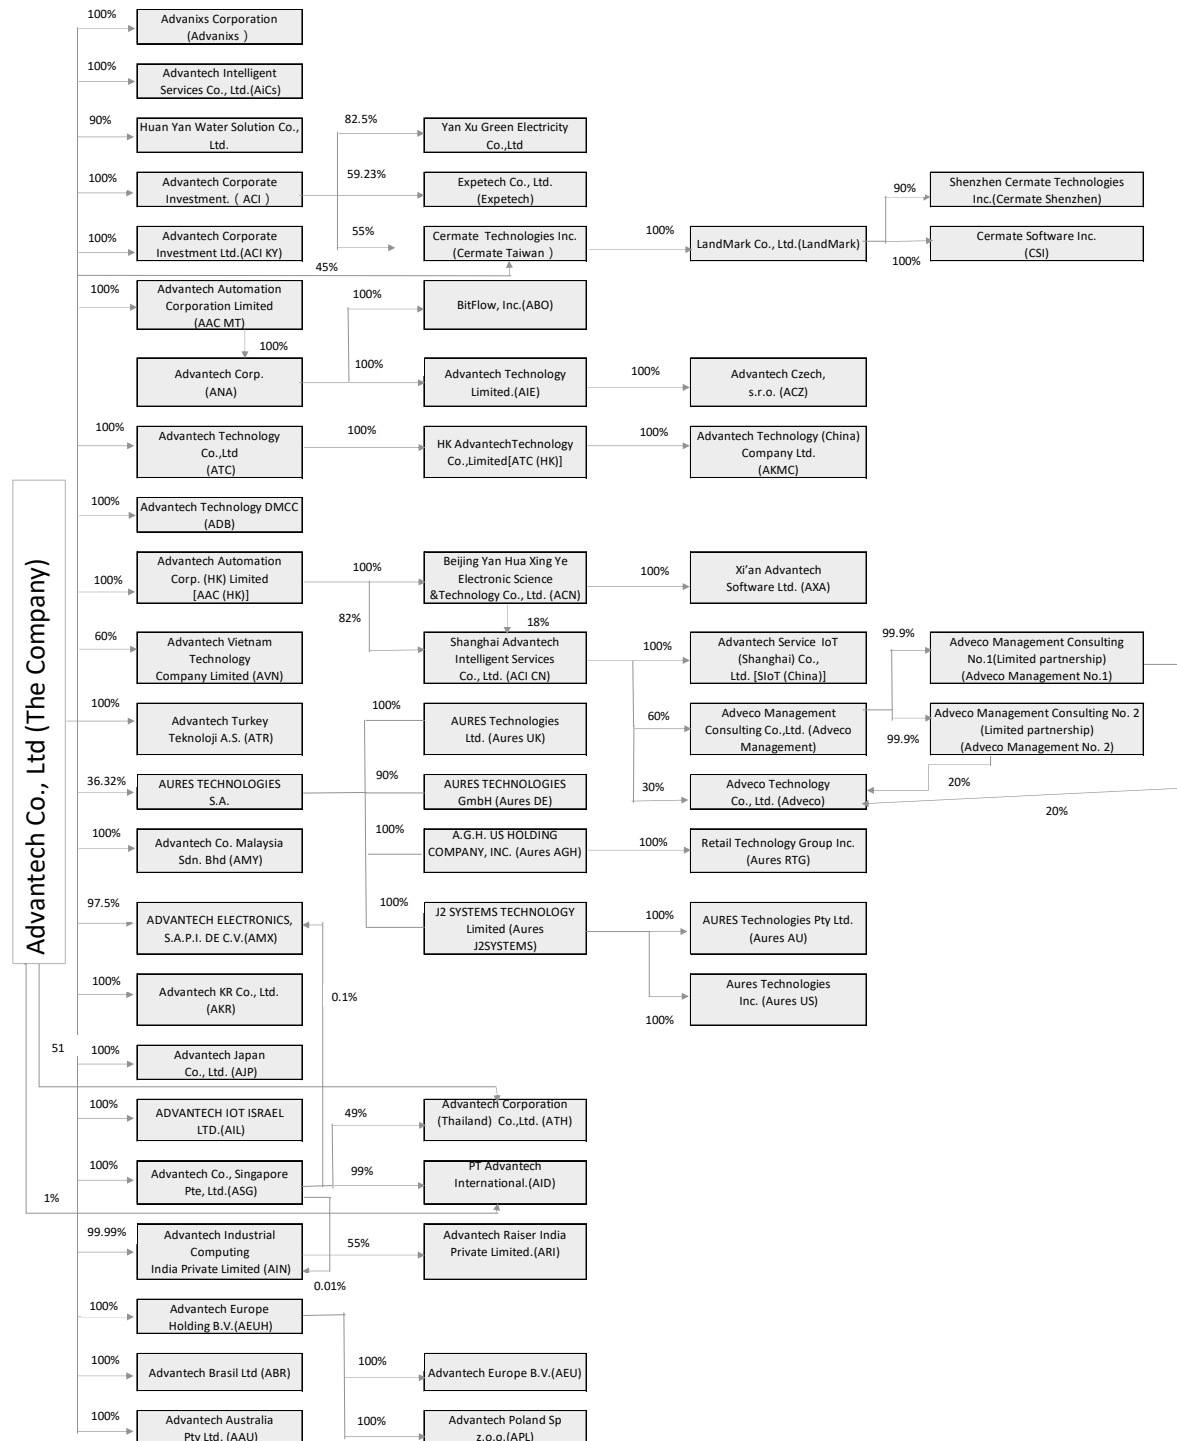 100%
Advanixs Corporation
(Advanixs )
100%
Advantech Intelligent
Services Co., Ltd.(AiCs)
90%
Huan Yan Water Solution Co.,
Ltd.
82.5%
Yan Xu Green Electricity
Co.,Ltd
100%
Advantech Corporate
Investment. ( ACI )
59.23%
Expetech Co., Ltd.
(Expetech)
90%
Shenzhen Cermate Technologies
Inc.(Cermate Shenzhen)
100%
Advantech Corporate
Investment Ltd.(ACI KY)
55%
Cermate Technologies Inc.
(Cermate Taiwan )
100%
LandMark Co., Ltd.(LandMark)
Cermate Software Inc.
(CSI)
100%
45%
100%
Advantech Automation
Corporation Limited
(AAC MT)
100%
BitFlow, Inc.(ABO)
100%
Advantech Corp.
(ANA)
100%
Advantech Technology
Limited.(AIE)
100%
Advantech Czech,
s.r.o. (ACZ)
100%
Advantech Technology
Co.,Ltd
(ATC)
100%
HK AdvantechTechnology
Co.,Limited[ATC (HK)]
100%
Advantech Technology (China)
Company Ltd.
(AKMC)
Advantech Co., Ltd (The Company)
100%
Advantech Technology DMCC
(ADB)
100%
Advantech Automation
Corp. (HK) Limited
[AAC (HK)]
100%
Beijing Yan Hua Xing Ye
Electronic Science
&Technology Co., Ltd. (ACN)
100%
Xi'an Advantech
Software Ltd. (AXA)
82%
18%
60%
Advantech Vietnam
Technology
Company Limited (AVN)
Shanghai Advantech
Intelligent Services
Co., Ltd. (ACI CN)
100%
Advantech Service IoT
(Shanghai) Co.,
Ltd. [SIoT (China)]
99.9%
Adveco Management Consulting
No.1(Limited partnership)
(Adveco Management No.1)
100%
Advantech Turkey
Teknoloji A.S. (ATR)
100%
AURES Technologies
Ltd. (Aures UK)
60%
Adveco Management
Consulting Co.,Ltd. (Adveco
Management)
99.9%
Adveco Management Consulting No. 2
(Limited partnership)
(Adveco Management No. 2)
36.32%
AURES TECHNOLOGIES
S.A.
90%
AURES TECHNOLOGIES
GmbH (Aures DE)
30%
Adveco Technology
Co., Ltd. (Adveco)
20%
20%
100%
Advantech Co. Malaysia
Sdn. Bhd (AMY)
100%
A.G.H. US HOLDING
COMPANY, INC. (Aures AGH)
100%
Retail Technology Group Inc.
(Aures RTG)
97.5%
ADVANTECH ELECTRONICS,
S.A.P.I. DE C.V.(AMX)
100%
J2 SYSTEMS TECHNOLOGY
Limited (Aures
J2SYSTEMS)
100%
AURES Technologies Pty Ltd.
(Aures AU)
100%
Advantech KR Co., Ltd.
(AKR)
0.1%
Aures Technologies
Inc. (Aures US)
100%
51
100%
Advantech Japan
Co., Ltd. (AJP)
100%
ADVANTECH IOT ISRAEL
LTD.(AIL)
49%
Advantech Corporation
(Thailand) Co.,Ltd. (ATH)
100%
Advantech Co., Singapore
Pte, Ltd.(ASG)
99%
PT Advantech
International.(AID)
1%
99.99%
Advantech Industrial
Computing
India Private Limited (AIN)
55%
Advantech Raiser India
Private Limited.(ARI)
0.01%
100%
Advantech Europe
Holding B.V.(AEUH)
100%
Advantech Brasil Ltd (ABR)
100%
Advantech Europe B.V.(AEU)
100%
Advantech Australia
Pty Ltd. (AAU)
100%
Advantech Poland Sp
z.o.o.(APL)